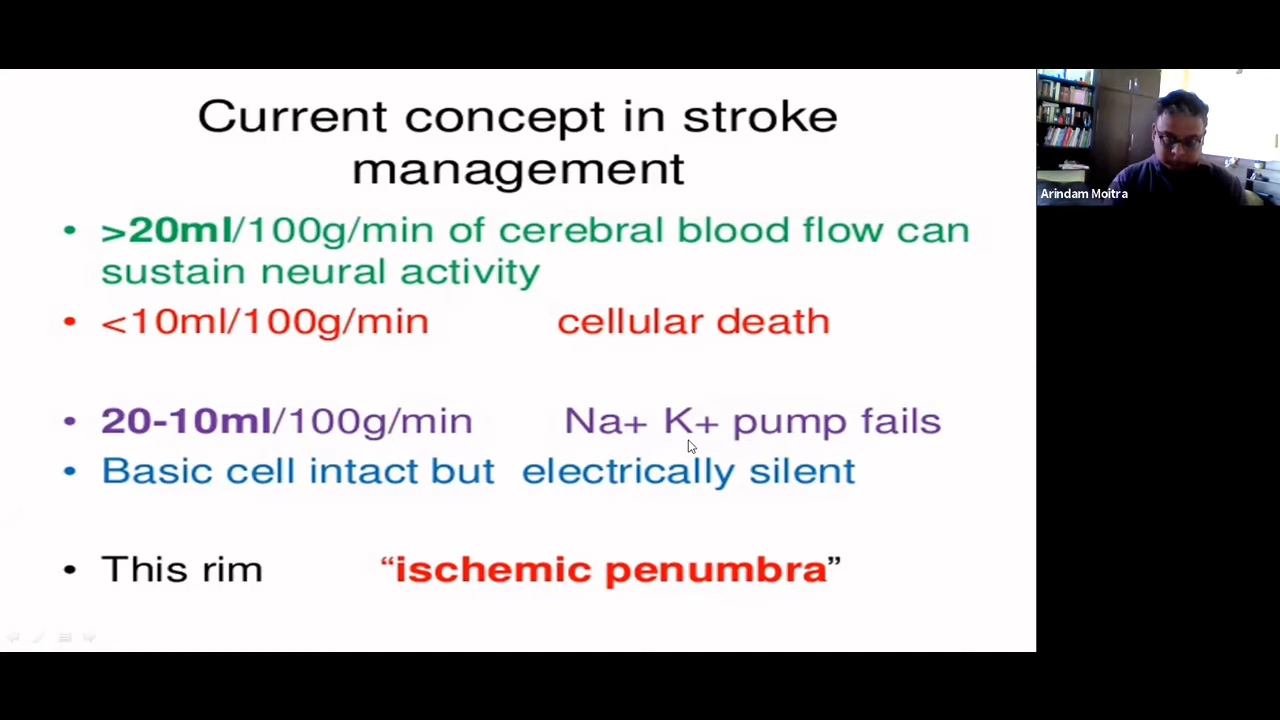 Current concept in stroke
management
• >20ml/100g/min of cerebral blood flow can
sustain neural activity
• <10ml/100g/min cellular death
• 20-10ml/100g/min Na+ K+ pump fails
• Basic cell intact but electrically silent
• This rim “ischemic penumbra”
Arindam Moitra